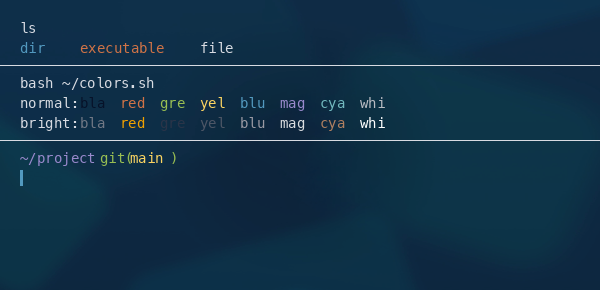 ls
dir executable file
bash ~/colors.sh
normal:bla red gre yel blu mag cya whi
bright:bla red gre yel blu mag cya whi
~/project git(main )